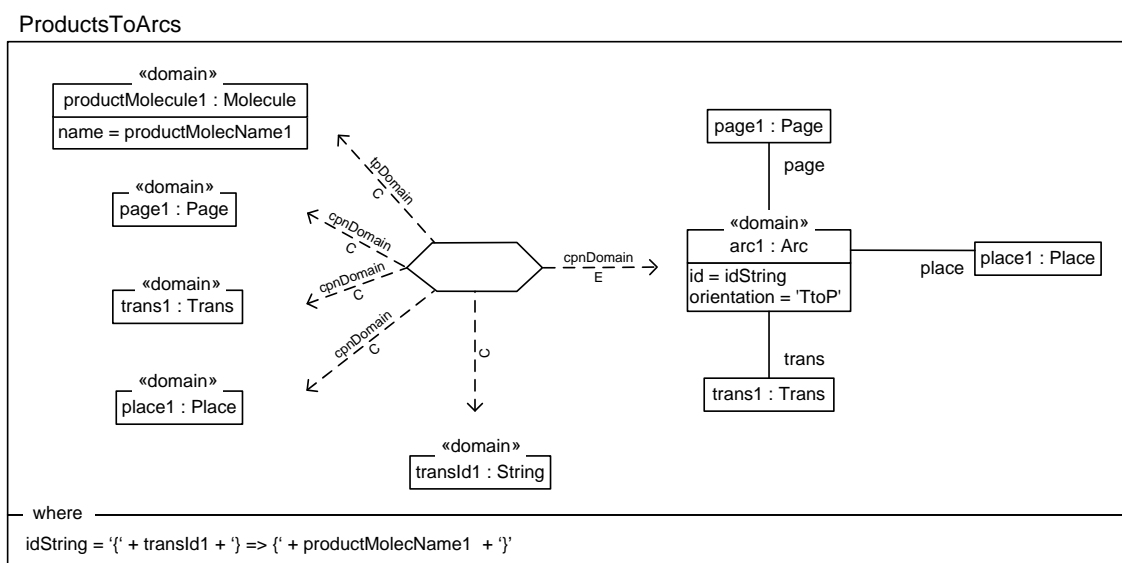 ProductsToArcs
«domain»
productMolecule1 : Molecule
name = productMolecName1
«domain»
page1 : Page
«domain»
trans1 : Trans
«domain»
place1 : Place
tpDomain
C
cpnDomain
C
cpnDomain
C
cpnDomain
C
C
cpnDomain
E
«domain»
transId1 : String
page1 : Page
page
«domain»
arc1 : Arc
id = idString
orientation = 'TtoP'
place
place1 : Place
trans
trans1 : Trans
where
idString = ‘{‘ + transId1 + ‘} => {‘ + productMolecName1  + ‘}’